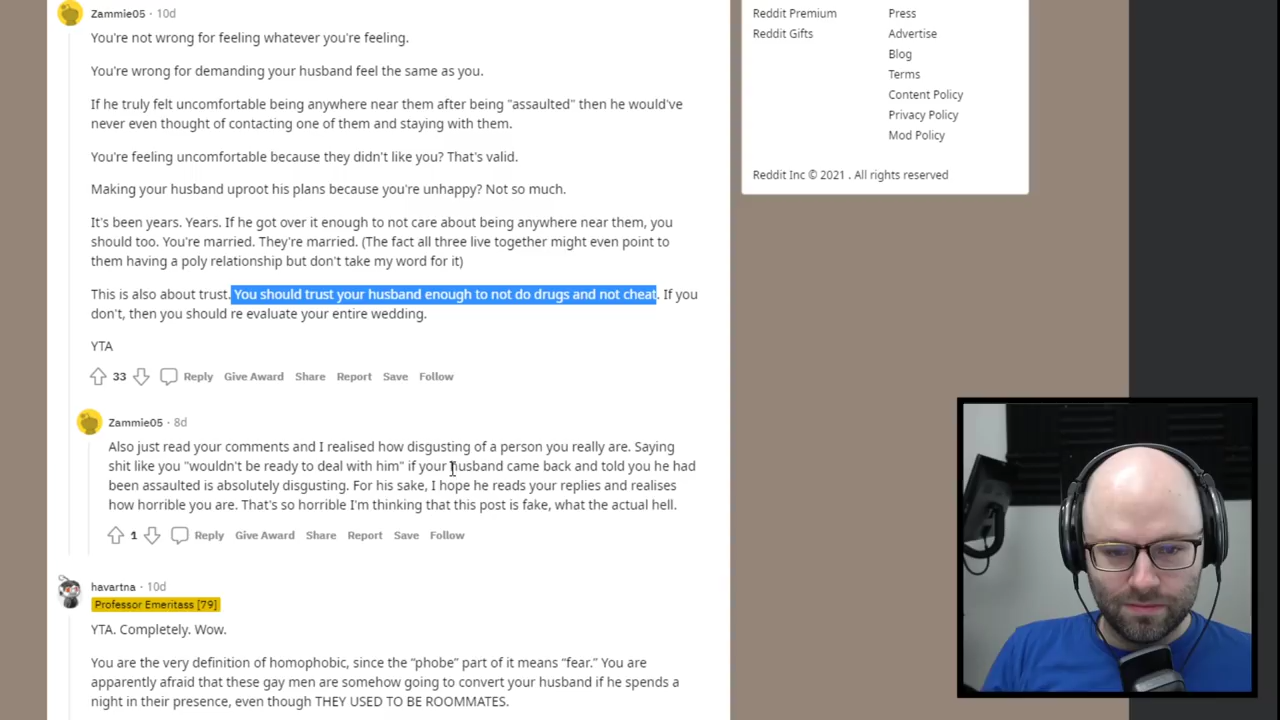 Zammie05 · 10d
You're not wrong for feeling whatever you're feeling.
You're wrong for demanding your husband feel the same as you.
If he truly felt uncomfortable being anywhere near them after being "assaulted" then he would've
never even thought of contacting one of them and staying with them.
You're feeling uncomfortable because they didn't like you? That's valid.
Making your husband uproot his plans because you're unhappy? Not so much.
It's been years. Years. If he got over it enough to not care about being anywhere near them, you
should too. You're married. They're married. (The fact all three live together might even point to
them having a poly relationship but don't take my word for it)
This is also about trust. You should trust your husband enough to not do drugs and not cheat. If you
don't, then you should re evaluate your entire wedding.
YTA
33 Reply Give Award Share Report Save Follow
Zammie05 · 8d
Also just read your comments and I realised how disgusting of a person you really are. Saying
shit like you "wouldn't be ready to deal with him" if your husband came back and told you he had
been assaulted is absolutely disgusting. For his sake, I hope he reads your replies and realises
how horrible you are. That's so horrible I'm thinking that this post is fake, what the actual hell.
1 Reply Give Award Share Report Save Follow
havartna · 10d
Professor Emeritass [79]
YTA. Completely. Wow.
You are the very definition of homophobic, since the “phobe” part of it means “fear.” You are
apparently afraid that these gay men are somehow going to convert your husband if he spends a
night in their presence, even though THEY USED TO BE ROOMMATES.
Reddit Premium
Reddit Gifts
Press
Advertise
Blog
Terms
Content Policy
Privacy Policy
Mod Policy
Reddit Inc © 2021 . All rights reserved